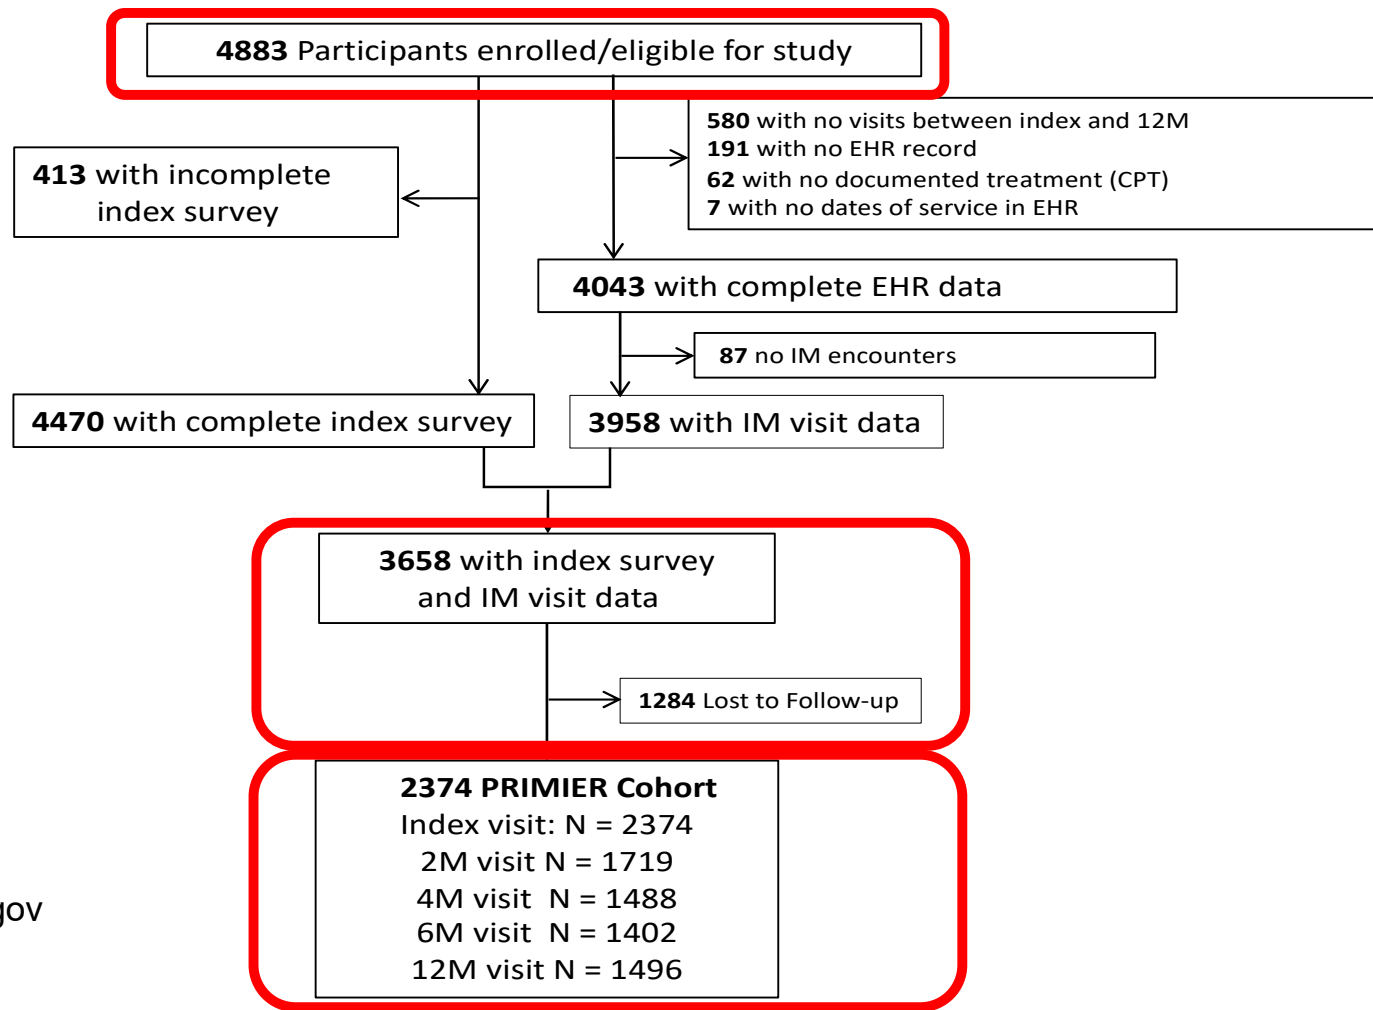 4883 Participants enrolled/eligible for study
580 with no visits between index and 12M
191 with no EHR record
62 with no documented treatment (CPT)
7 with no dates of service in EHR
413 with incomplete
index survey
4043 with complete EHR data
87 no IM encounters
4470 with complete index survey
3958 with IM visit data
3658 with index survey
and IM visit data
1284 Lost to Follow-up
2374 PRIMIER Cohort
Index visit: N = 2374
2M visit N = 1719
4M visit N = 1488
6M visit N = 1402
12M visit N = 1496
gov